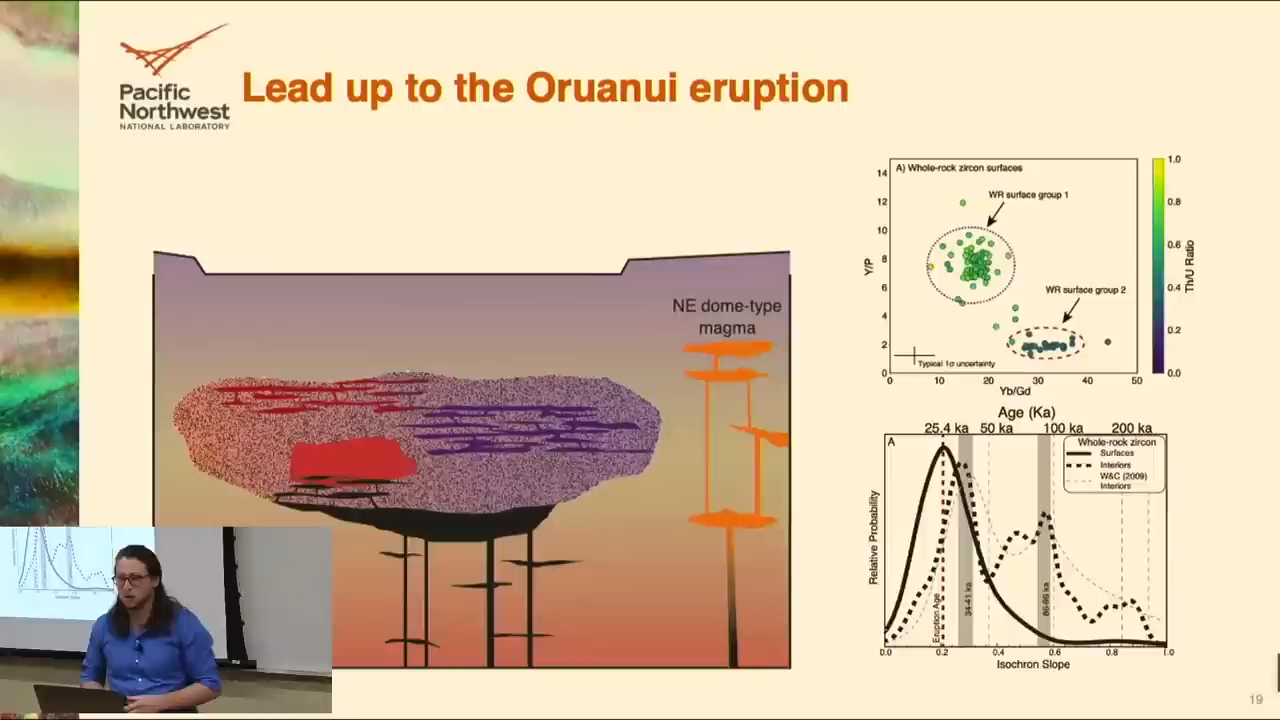 Pacific
Northwest
NATIONAL LABORATORY
Lead up to the Oruanui eruption
NE dome-type
magma
A) Whole-rock zircon surfaces
WR surface group 1
WR surface group 2
Typical 1σ uncertainty
14
12
10
8
6
4
2
0
Y/P
0
10
20
30
40
50
Yb/Gd
1.0
0.8
0.6
0.4
0.2
0.0
Th/U Ratio
Age (Ka)
25.4 ka
50 ka
100 ka
200 ka
A
Whole-rock zircon
Surfaces
Interiors
W&C (2009)
Interiors
Relative Probability
Eruption Age
34-41 ka
86-96 ka
0.0
0.2
0.4
0.6
0.8
1.0
Isochron Slope
19